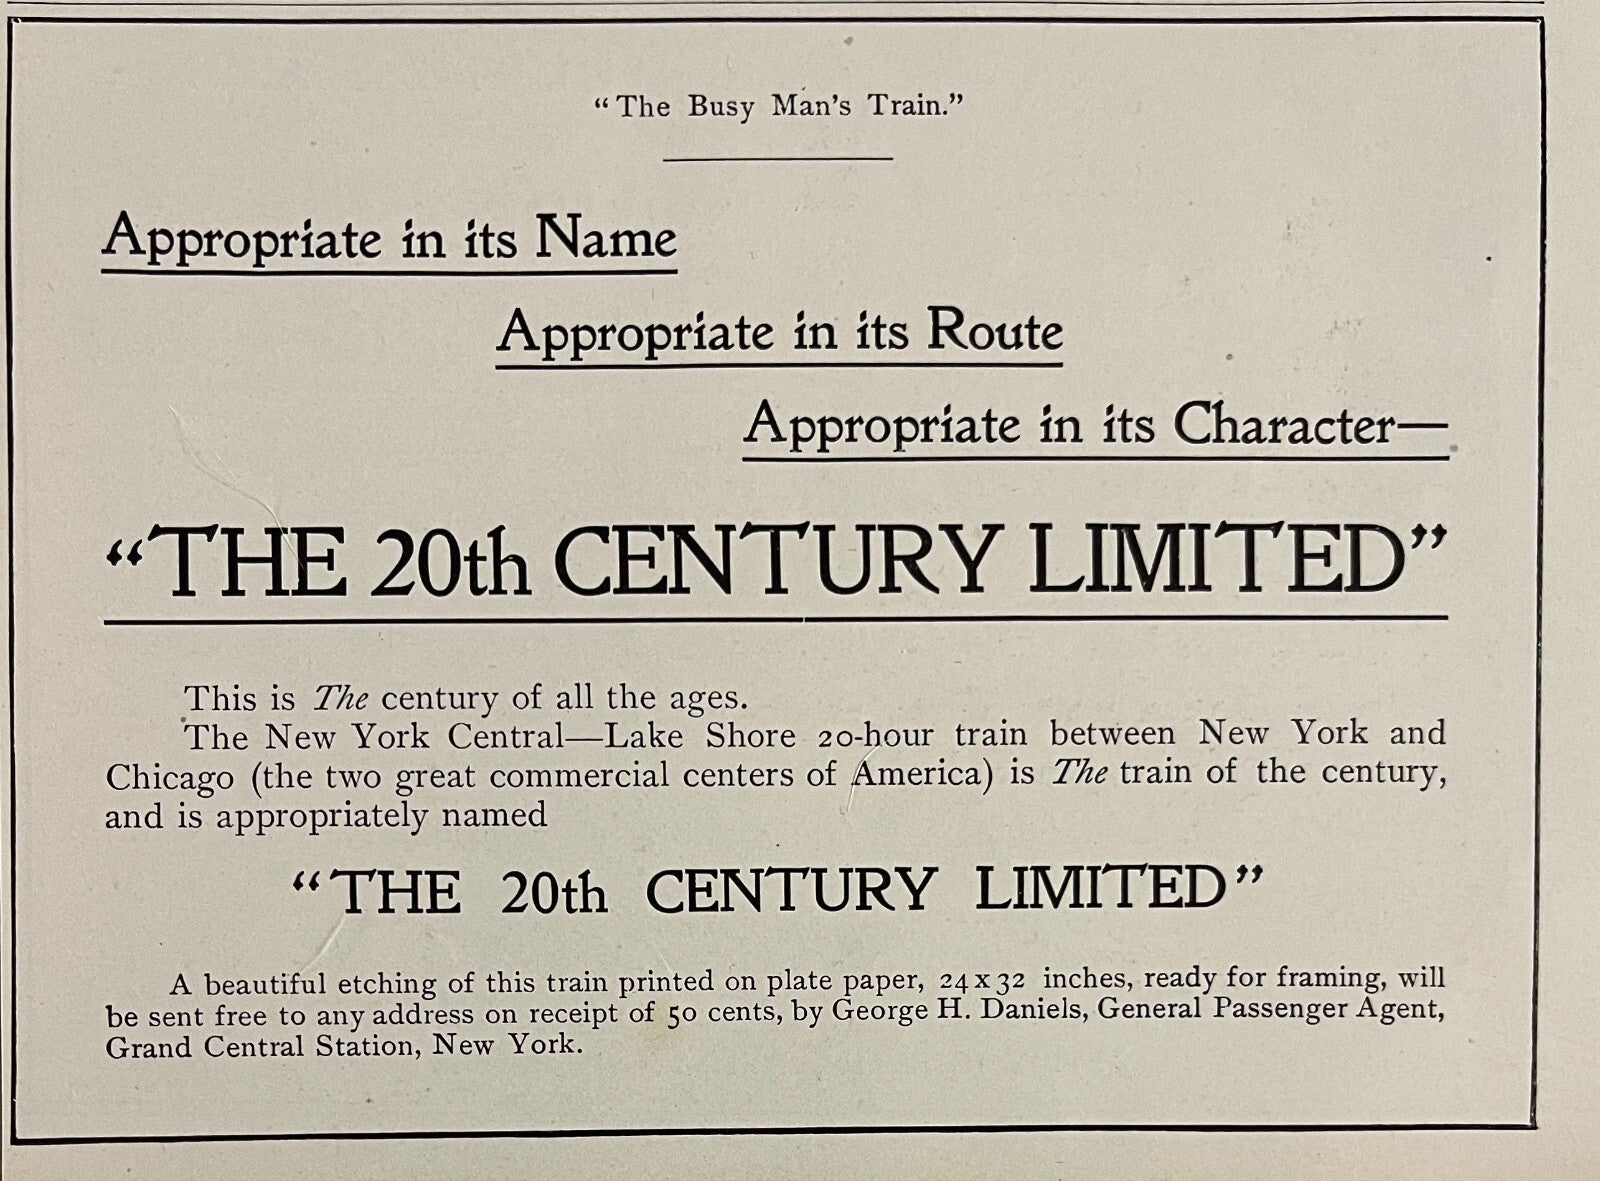 “The Busy Man's Train.”
Appropriate in its Name
Appropriate in its Route
Appropriate in its Character—
“THE 20th CENTURY LIMITED”
This is The century of all the ages.
The New York Central—Lake Shore 20-hour train between New York and
Chicago (the two great commercial centers of America) is The train of the century,
and is appropriately named
“THE 20th CENTURY LIMITED”
A beautiful etching of this train printed on plate paper, 24 x 32 inches, ready for framing, will
be sent free to any address on receipt of 50 cents, by George H. Daniels, General Passenger Agent,
Grand Central Station, New York.